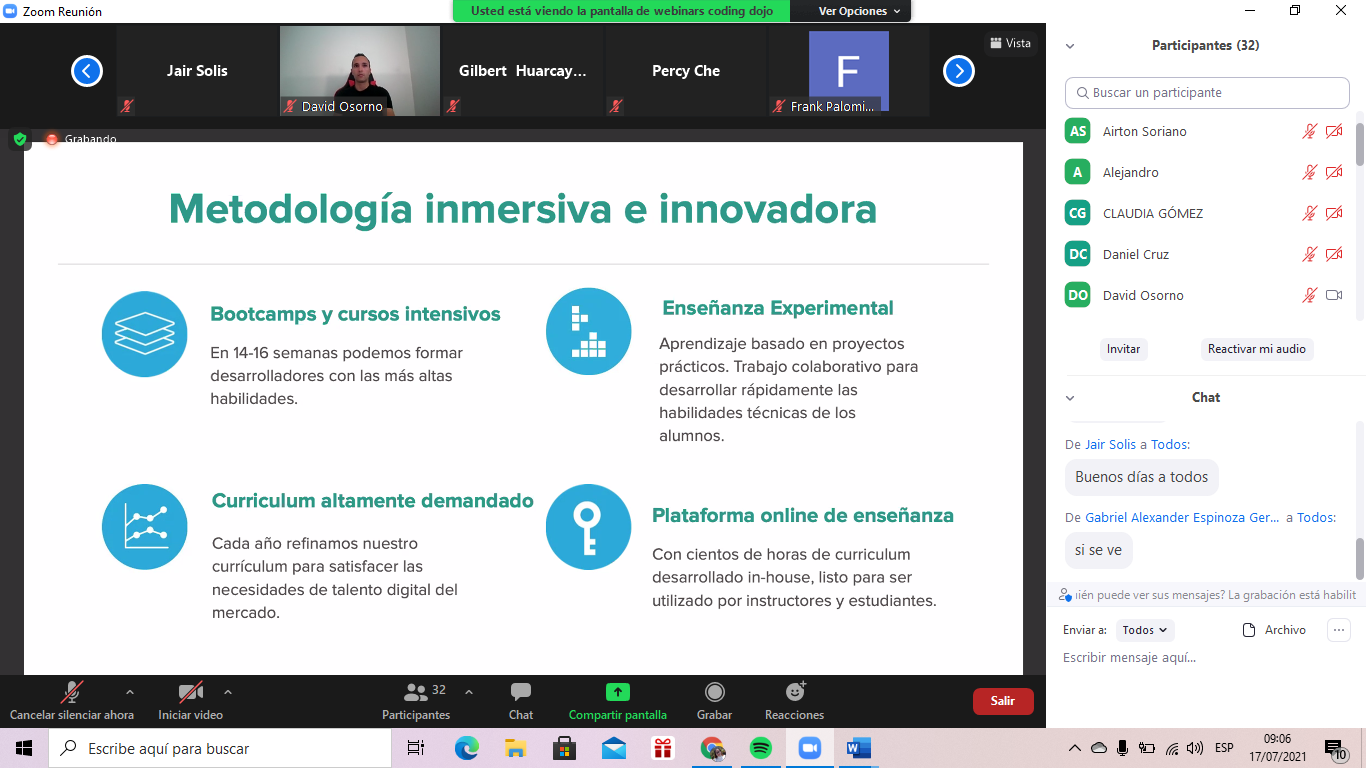 Zoom Reunión
Usted está viendo la pantalla de webinars coding dojo
Ver Opciones
Jair Solis
David Osorno
Gilbert Huarcay...
Percy Che
F
Frank Palomi...
Vista
Grabando
Metodología inmersiva e innovadora
Bootcamps y cursos intensivos
En 14-16 semanas podemos formar
desarrolladores con las más altas
habilidades.
Enseñanza Experimental
Aprendizaje basado en proyectos
prácticos. Trabajo colaborativo para
desarrollar rápidamente las
habilidades técnicas de los
alumnos.
Curriculum altamente demandado
Cada año refinamos nuestro
currículum para satisfacer las
necesidades de talento digital del
mercado.
Plataforma online de enseñanza
Con cientos de horas de curriculum
desarrollado in-house, listo para ser
utilizado por instructores y estudiantes.
Participantes (32)
Buscar un participante
AS Airton Soriano
A Alejandro
CG CLAUDIA GÓMEZ
DC Daniel Cruz
DO David Osorno
Invitar
Reactivar mi audio
Chat
De Jair Solis a Todos:
Buenos días a todos
De Gabriel Alexander Espinoza Ger... a Todos:
si se ve
puede ver sus mensajes? La grabación está habilit
Enviar a: Todos
Archivo
Escribir mensaje aquí...
Cancelar silenciar ahora
Iniciar video
32
Participantes
Chat
Compartir pantalla
Grabar
Reacciones
Salir
Escribe aquí para buscar
W
ESP
09:06
17/07/2021
10